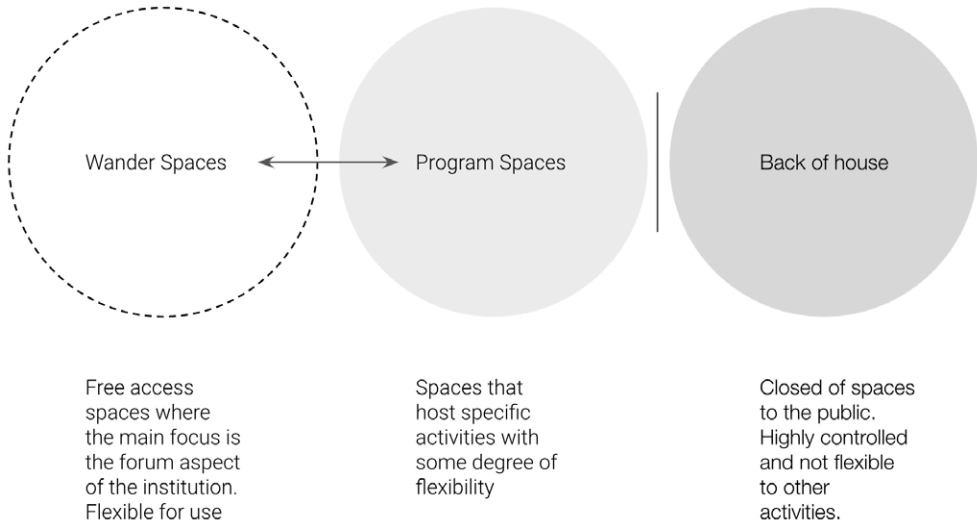 Wander Spaces
Program Spaces
Back of house
Free access
spaces where
the main focus is
the forum aspect
of the institution.
Flexible for use
Spaces that
host specific
activities with
some degree of
flexibility
Closed of spaces
to the public.
Highly controlled
and not flexible
to other
activities.